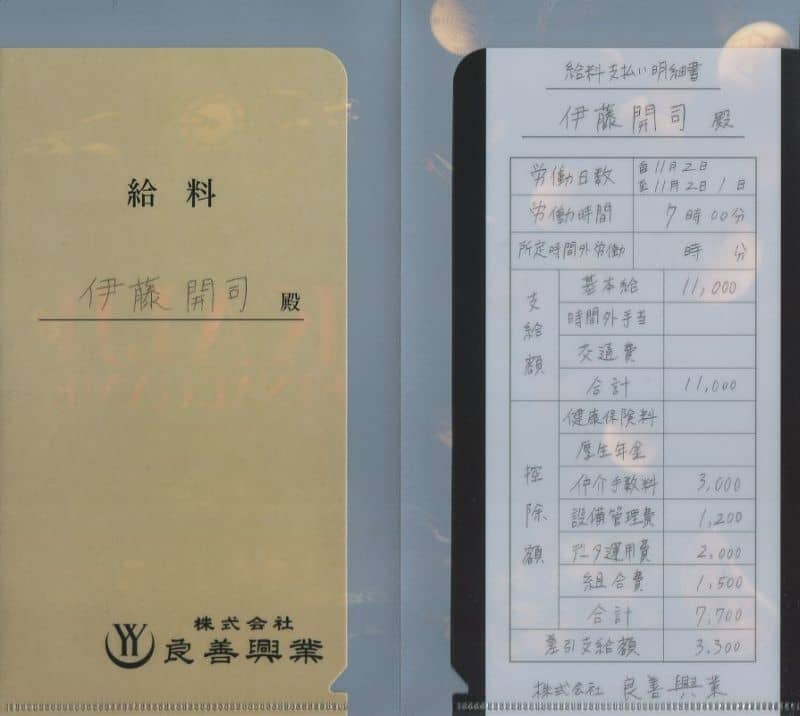 給料
伊藤開司 殿
株式会社
良善興業
給料支払い明細書
伊藤開司 殿
労働日数 自11月2日
至11月2日 1日
労働時間 7時00分
所定時間外労働 時 分
支給額
基本給 11,000
時間外手当
交通費
合計 11,000
控除額
健康保険料
厚生年金
仲介手数料 3,000
設備管理費 1,200
データ運用費 2,000
組合費 1,500
合計 7,700
差引支給額 3,300
株式会社 良善興業